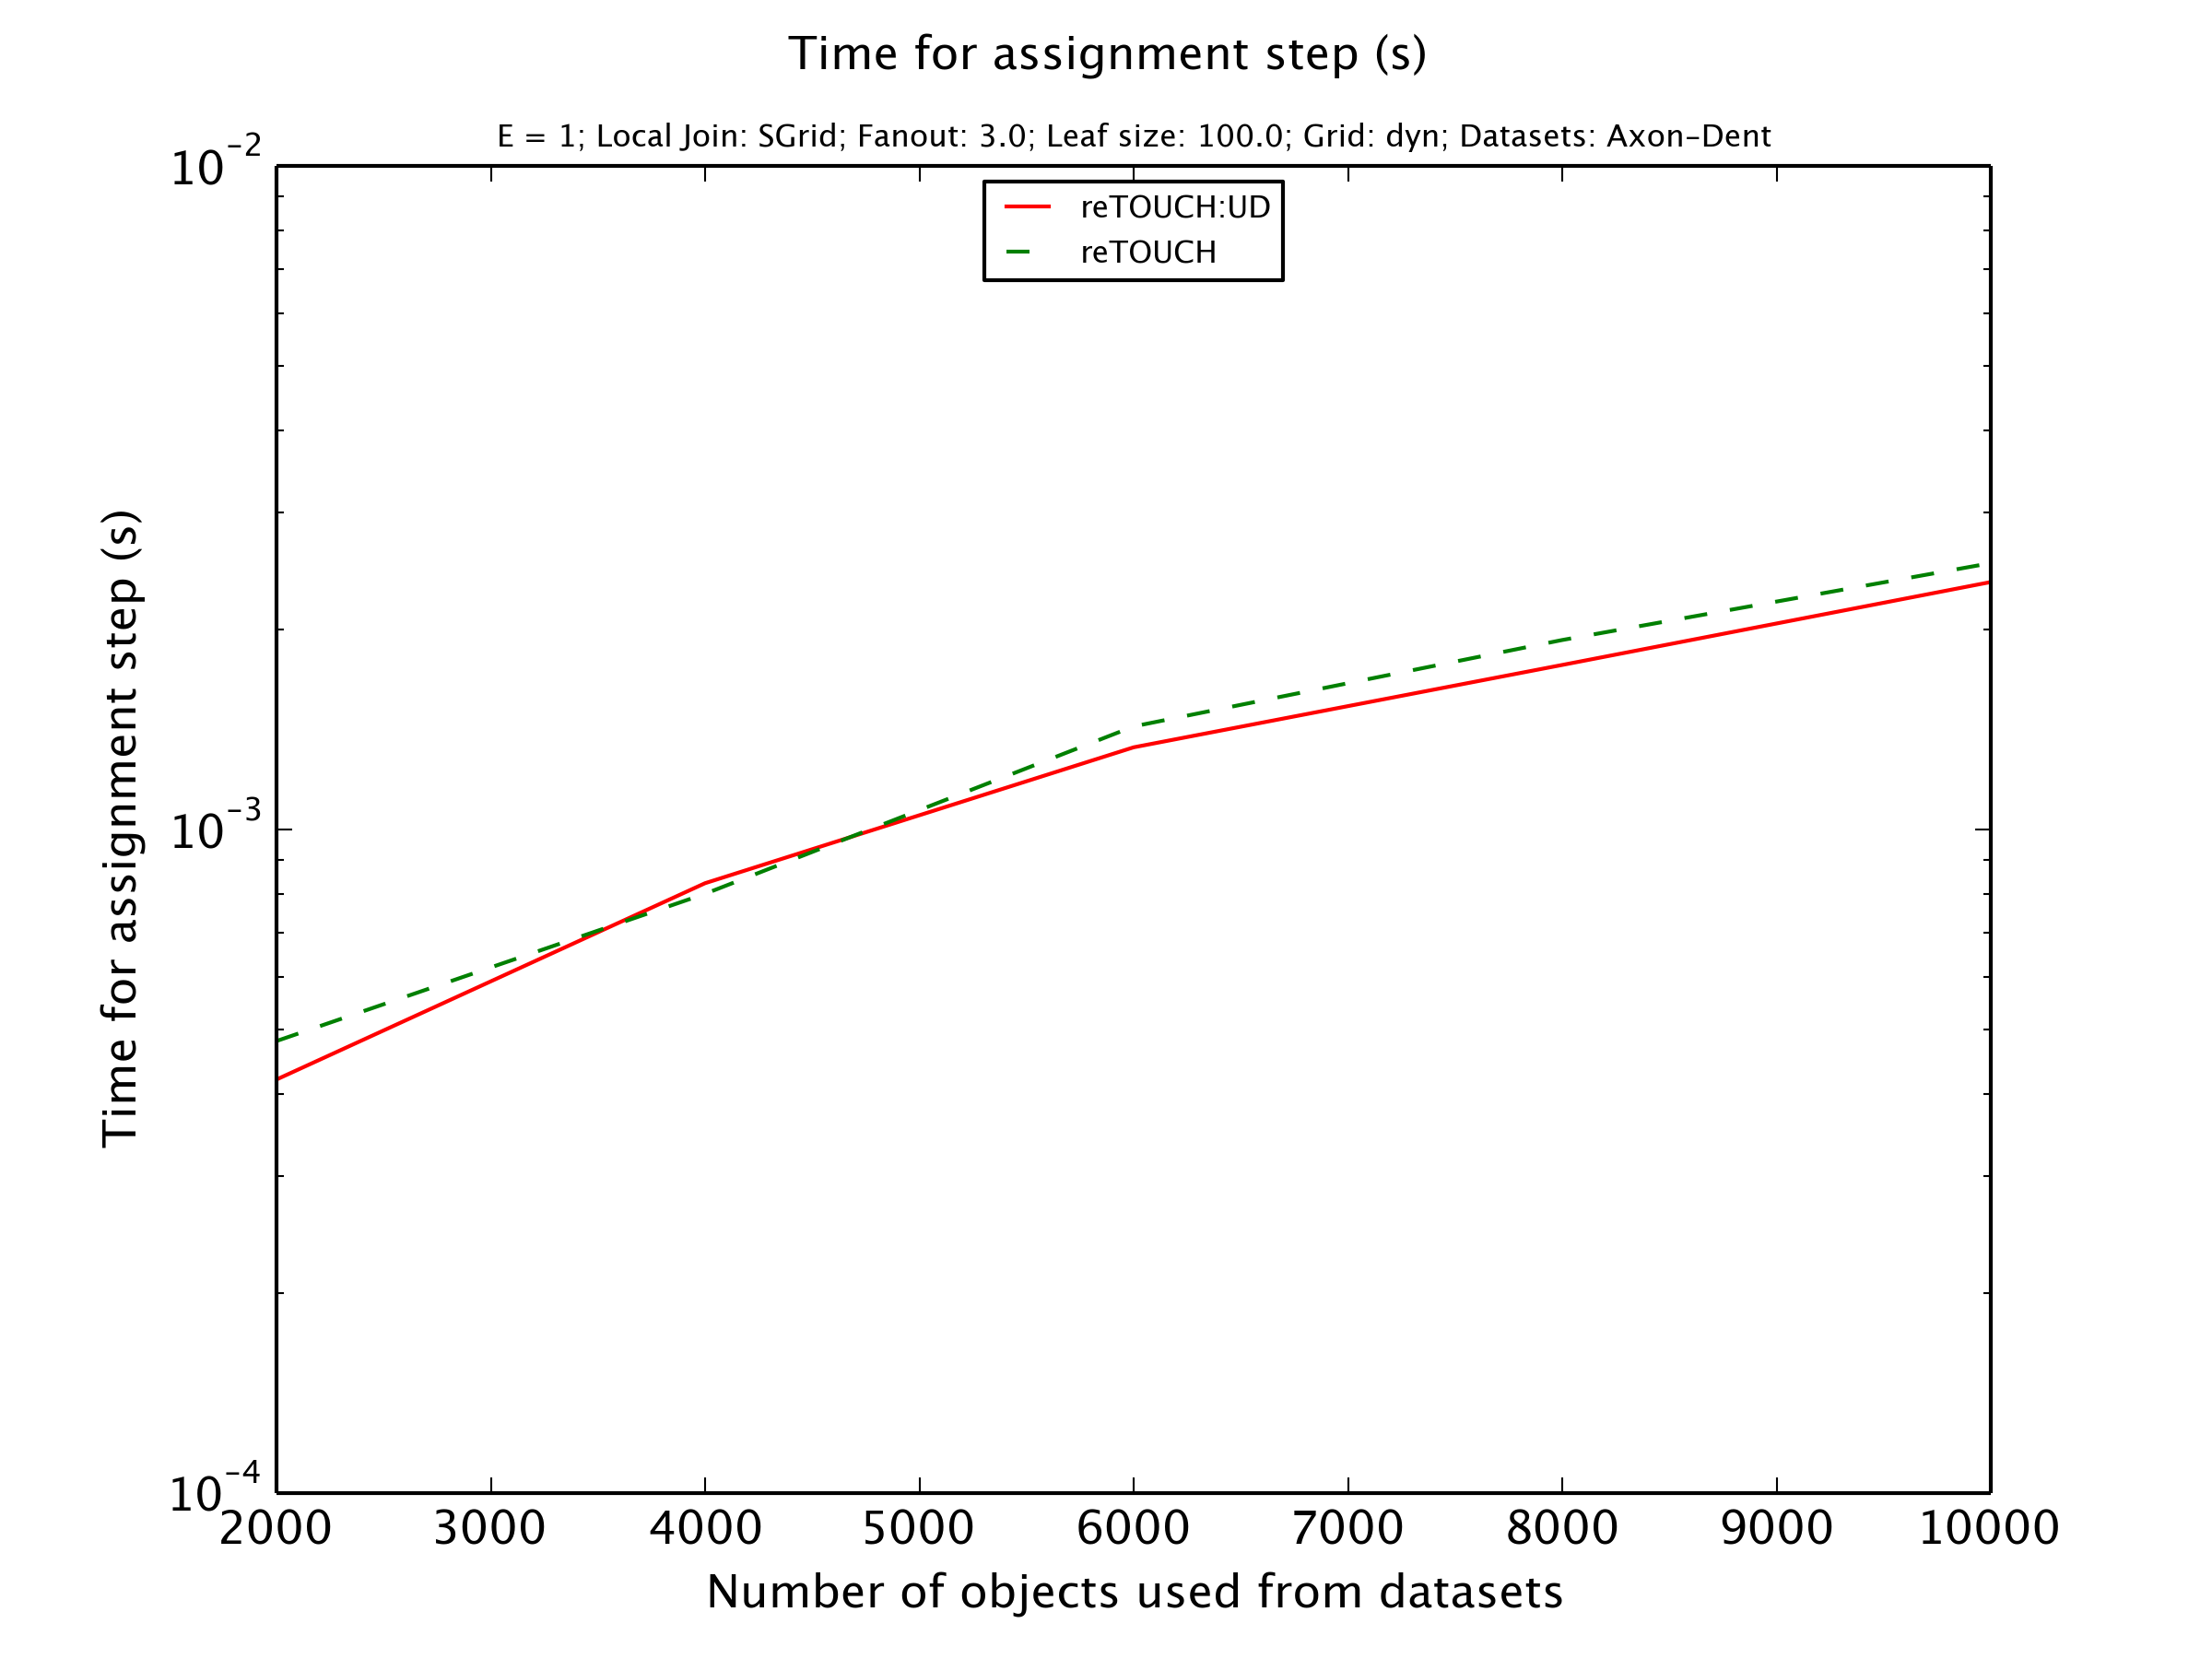 Time for assignment step (s)
E = 1; Local Join: SGrid; Fanout: 3.0; Leaf size: 100.0; Grid: dyn; Datasets: Axon-Dent
reTOUCH:UD
reTOUCH
10^-2
10^-3
10^-4
Time for assignment step (s)
2000 3000 4000 5000 6000 7000 8000 9000 10000
Number of objects used from datasets